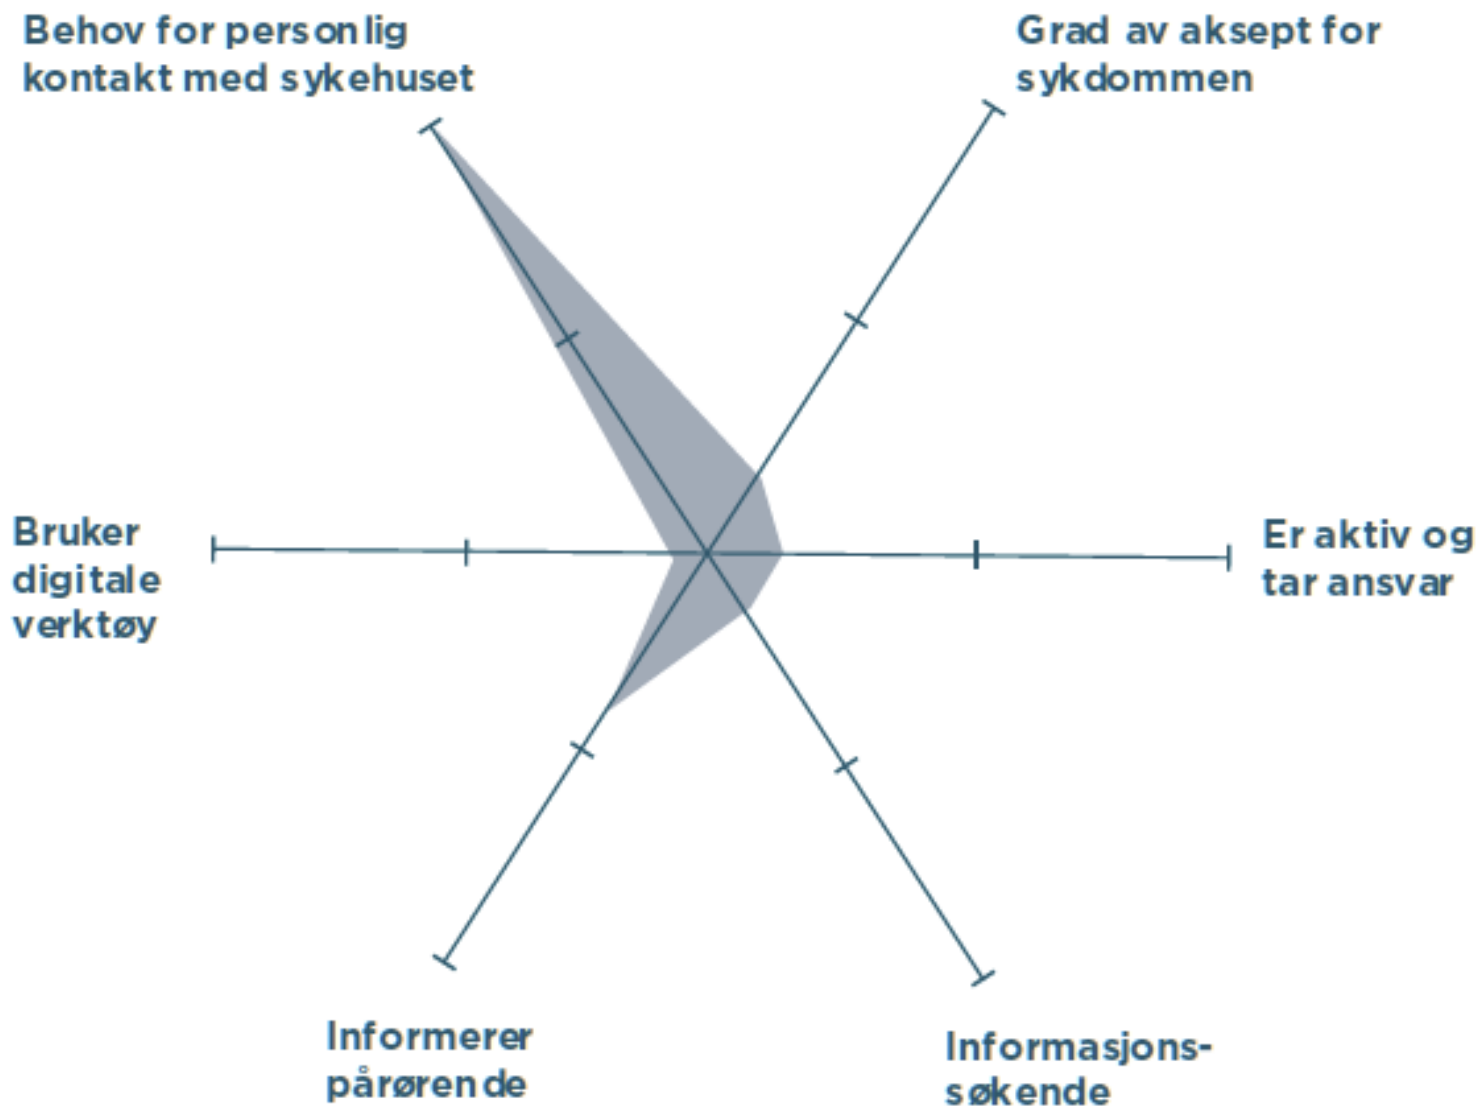 Behov for personlig
kontakt med sykehuset
Grad av aksept for
sykdommen
Bruker
digitale
verktøy
Er aktiv og
tar ansvar
Informerer
pårørende
Informasjons-
søkende